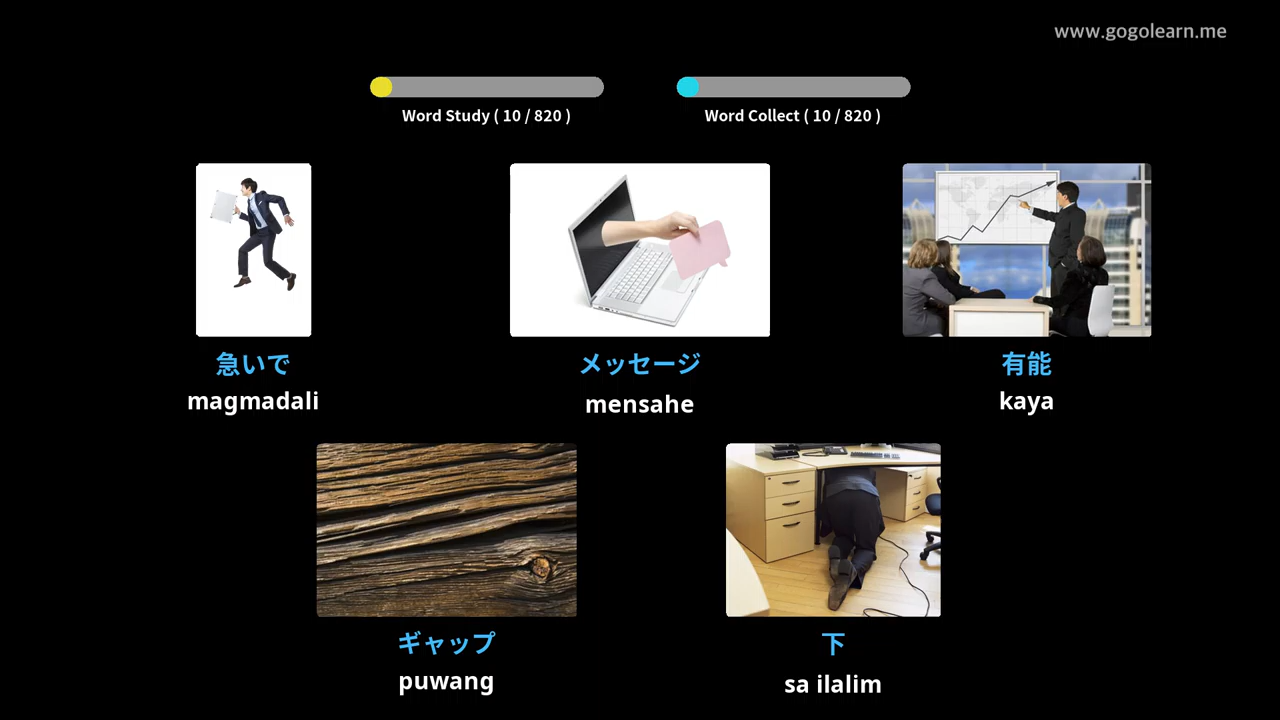 www.gogolearn.me
Word Study ( 10 / 820 )
Word Collect ( 10 / 820 )
急いで
magmadali
メッセージ
mensahe
有能
kaya
ギャップ
puwang
下
sa ilalim